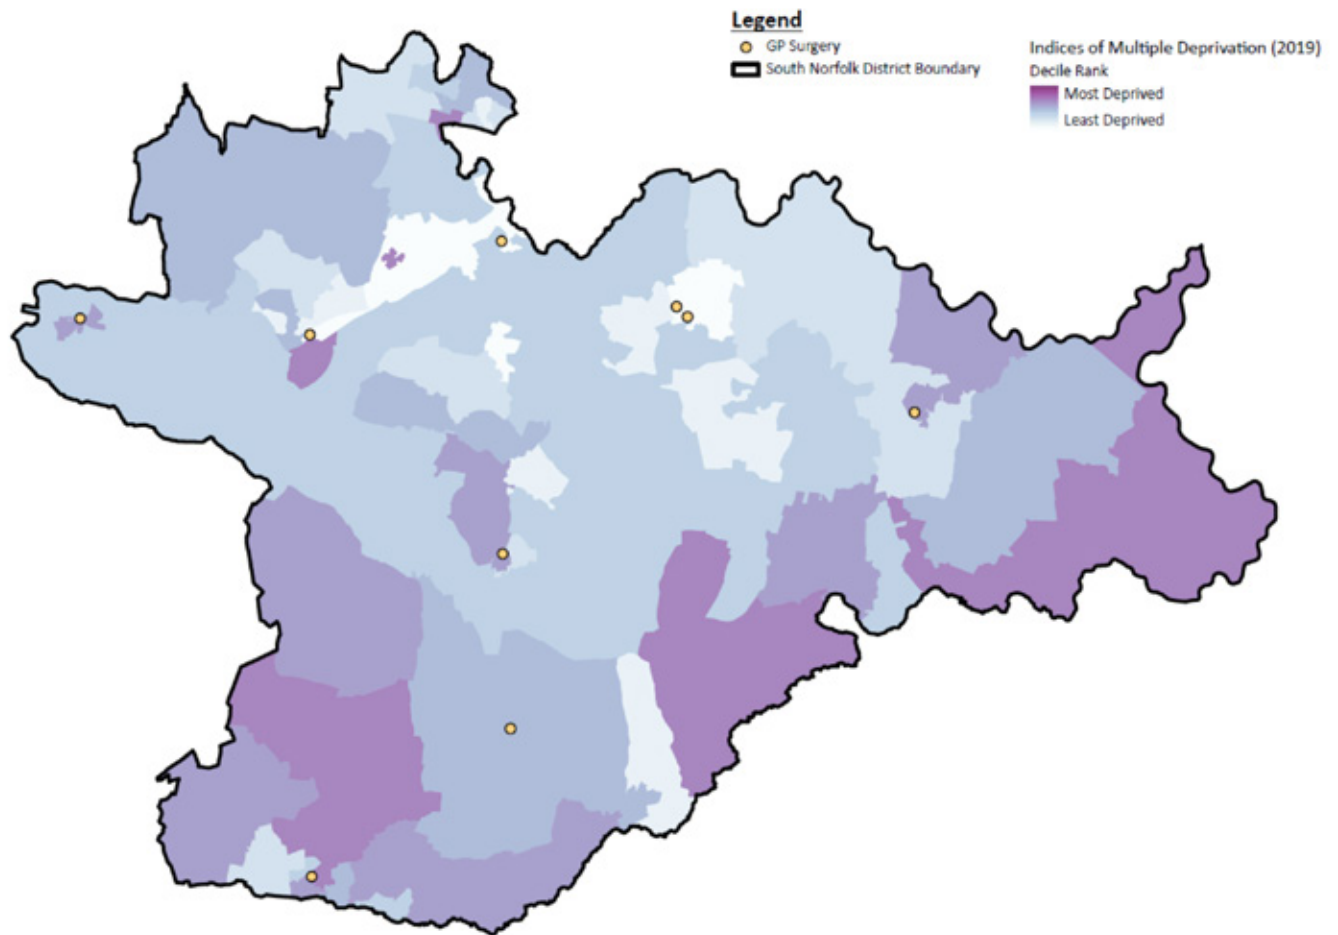 Legend
GP Surgery
South Norfolk District Boundary
Indices of Multiple Deprivation (2019)
Decile Rank
Most Deprived
Least Deprived